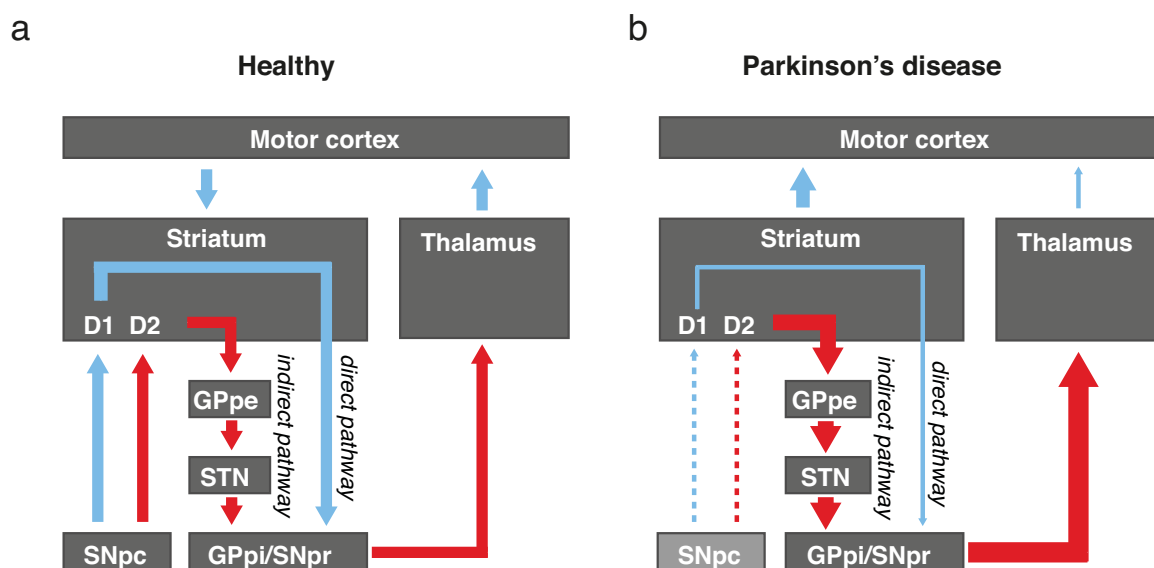 a
Healthy
Motor cortex
Striatum
Thalamus
D1 D2
GPpe
STN
indirect pathway
direct pathway
SNpc
GPpi/SNpr
b
Parkinson's disease
Motor cortex
Striatum
Thalamus
D1 D2
GPpe
STN
indirect pathway
direct pathway
SNpc
GPpi/SNpr